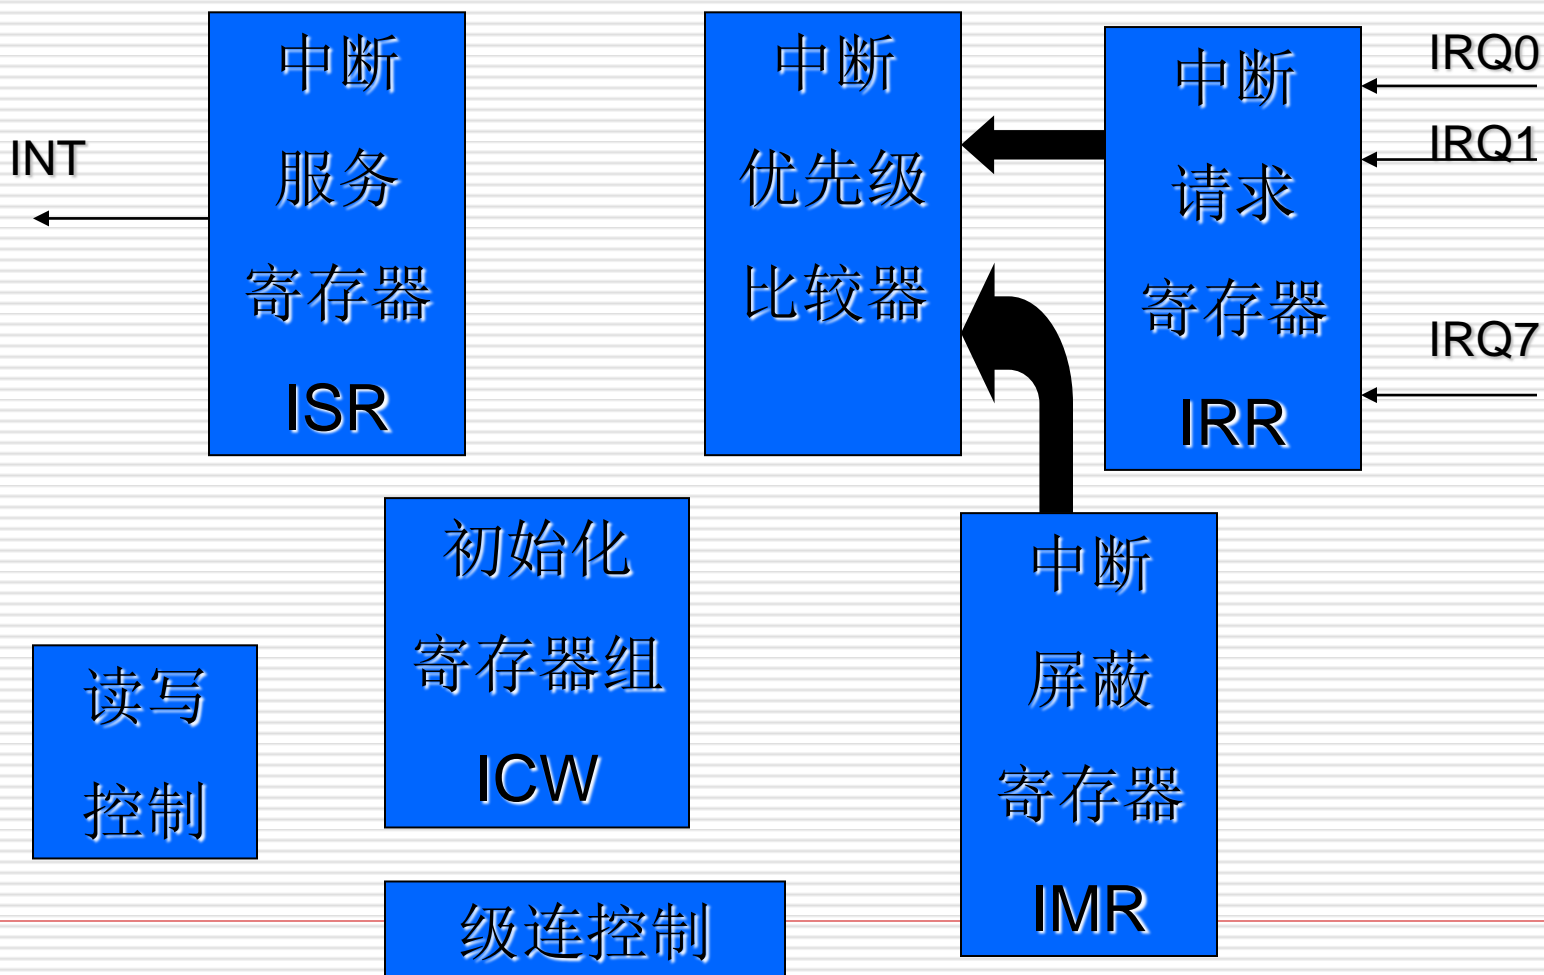 INT
中断
服务
寄存器
ISR
中断
优先级
比较器
中断
请求
寄存器
IRR
IRQ0
IRQ1
IRQ7
读写
控制
初始化
寄存器组
ICW
级连控制
中断
屏蔽
寄存器
IMR